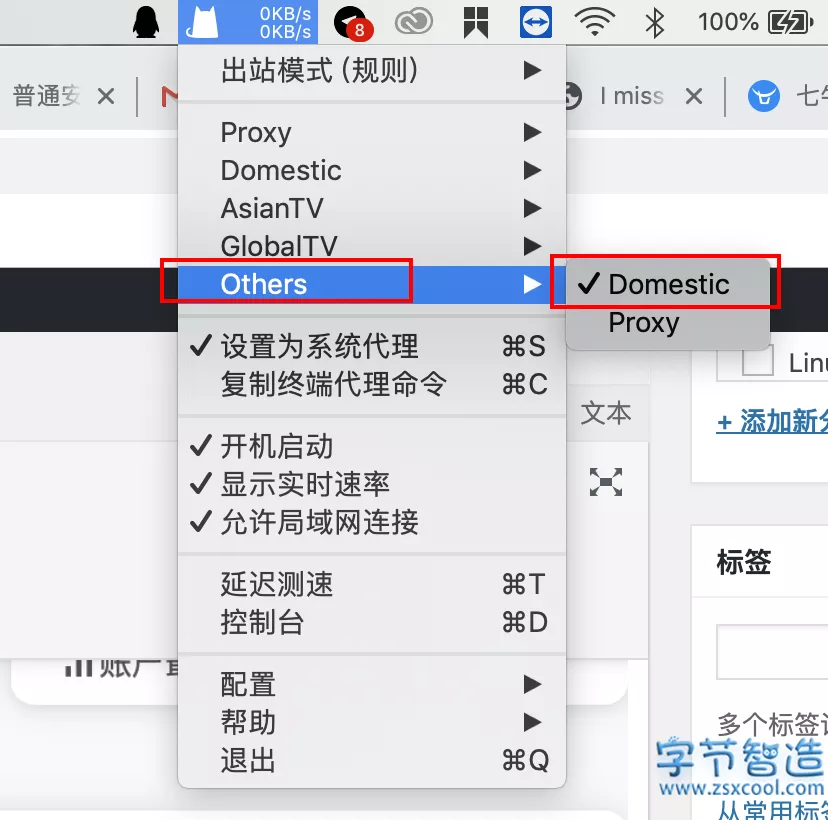 0KB/s
0KB/s
8
100%
普通安
I miss
七牛
出站模式 (规则)
Proxy
Domestic
AsianTV
GlobalTV
Others
Domestic
Proxy
设置为系统代理 ⌘S
复制终端代理命令 ⌘C
Linu
+ 添加新分
文本
开机启动
显示实时速率
允许局域网连接
标签
延迟测速 ⌘T
控制台 ⌘D
配置
帮助
退出 ⌘Q
多个标签
字节智造
www.zsxcool.com
从常用标签